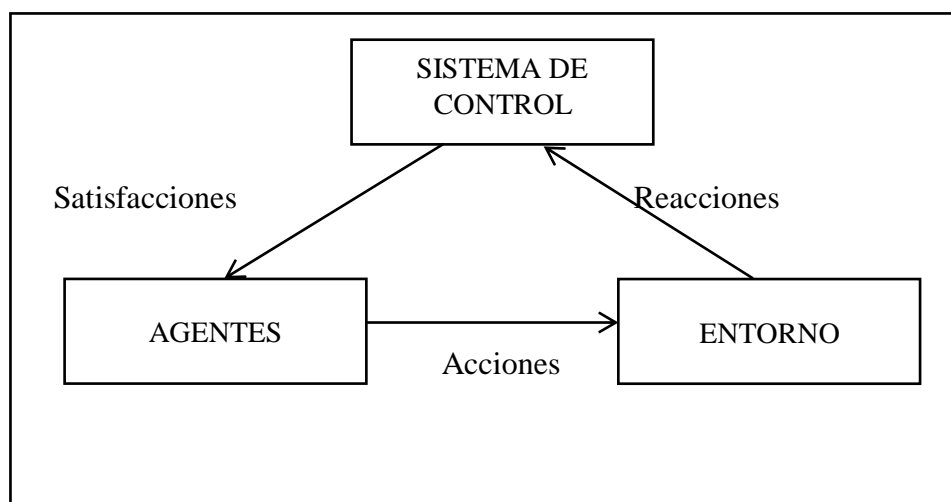 SISTEMA DE
CONTROL
Satisfacciones
Reacciones
AGENTES
ENTORNO
Acciones